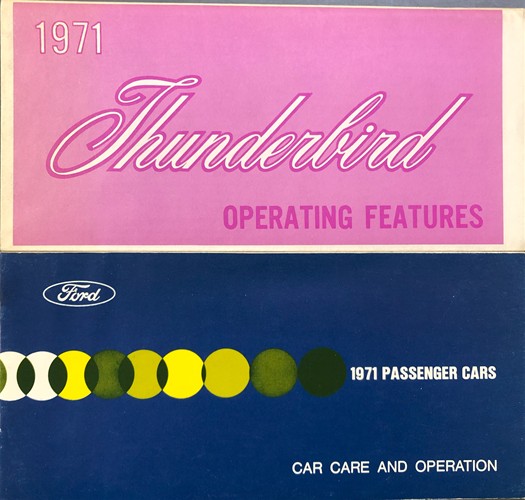 1971
Thunderbird
OPERATING FEATURES
Ford
1971 PASSENGER CARS
CAR CARE AND OPERATION